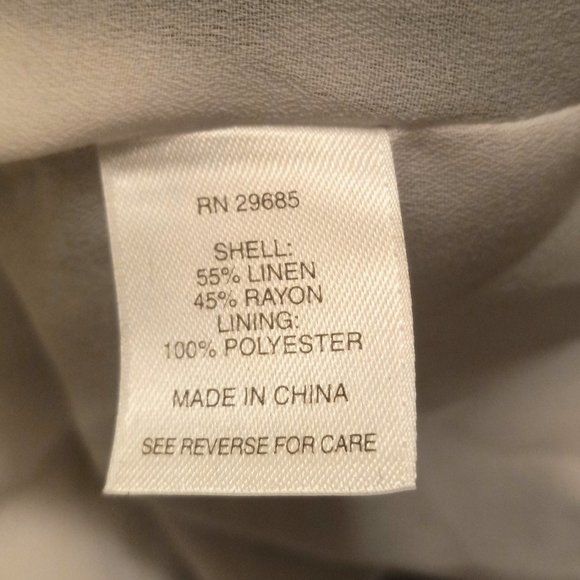 RN 29685
SHELL:
55% LINEN
45% RAYON
LINING:
100% POLYESTER
MADE IN CHINA
SEE REVERSE FOR CARE